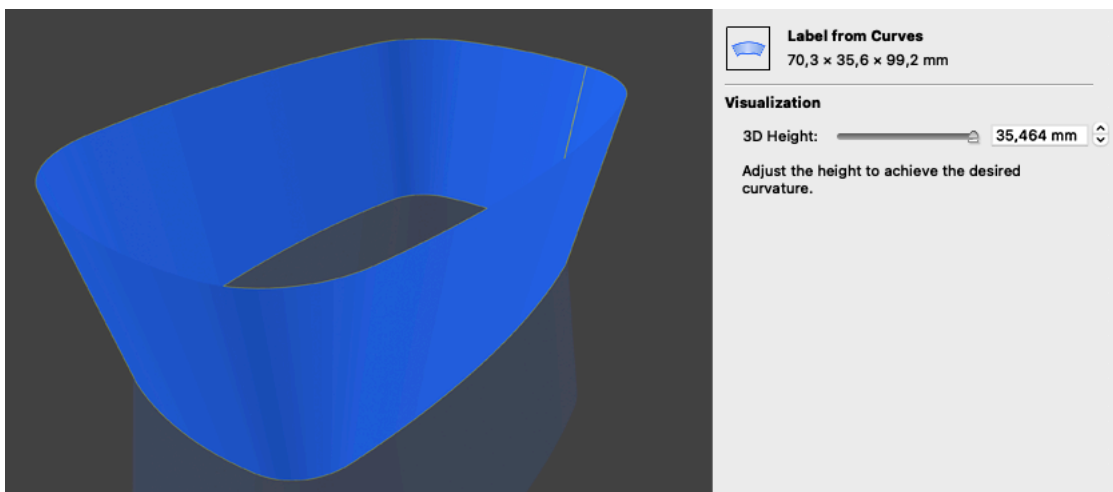 Label from Curves
70,3 × 35,6 × 99,2 mm
Visualization
3D Height: 35,464 mm
Adjust the height to achieve the desired
curvature.